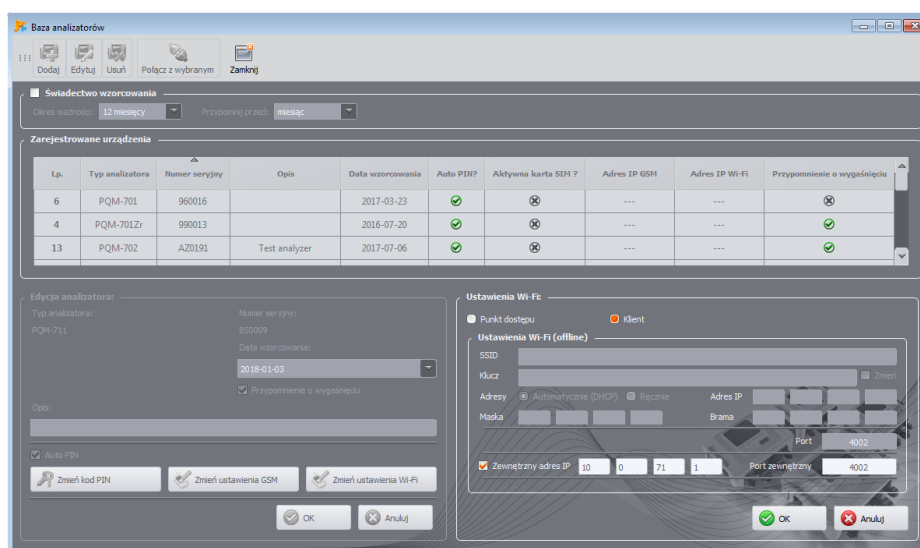 Baza analizatorów
Dodaj Edytuj Usuń Połącz z wybranym Zamknij
Świadectwo wzorcowania
Okres ważności: 12 miesięcy Przypomnij przed: miesiąc
Zarejestrowane urządzenia
Lp. Typ analizatora Numer seryjny Opis Data wzorcowania Auto PIN? Aktywna karta SIM ? Adres IP GSM Adres IP Wi-Fi Przypomnienie o wygaśnięciu
6 PQM-701 960016 2017-03-23 --- ---
4 PQM-701Zr 990013 2016-07-20 --- ---
13 PQM-702 AZ0191 Test analyzer 2017-07-06 --- ---
Edycja analizatora:
Typ analizatora: Numer seryjny:
PQM-711 BS0009
Data wzorcowania:
2018-01-03
Przypomnienie o wygaśnięciu
Opis:
Auto PIN
Zmień kod PIN Zmień ustawienia GSM Zmień ustawienia Wi-Fi
OK Anuluj
Ustawienia Wi-Fi:
Punkt dostępu Klient
Ustawienia Wi-Fi (offline)
SSID
Klucz Zmień
Adresy Automatycznie (DHCP) Ręcznie Adres IP
Maska Brama
Port 4002
Zewnętrzny adres IP 10 0 71 1 Port zewnętrzny 4002
OK Anuluj